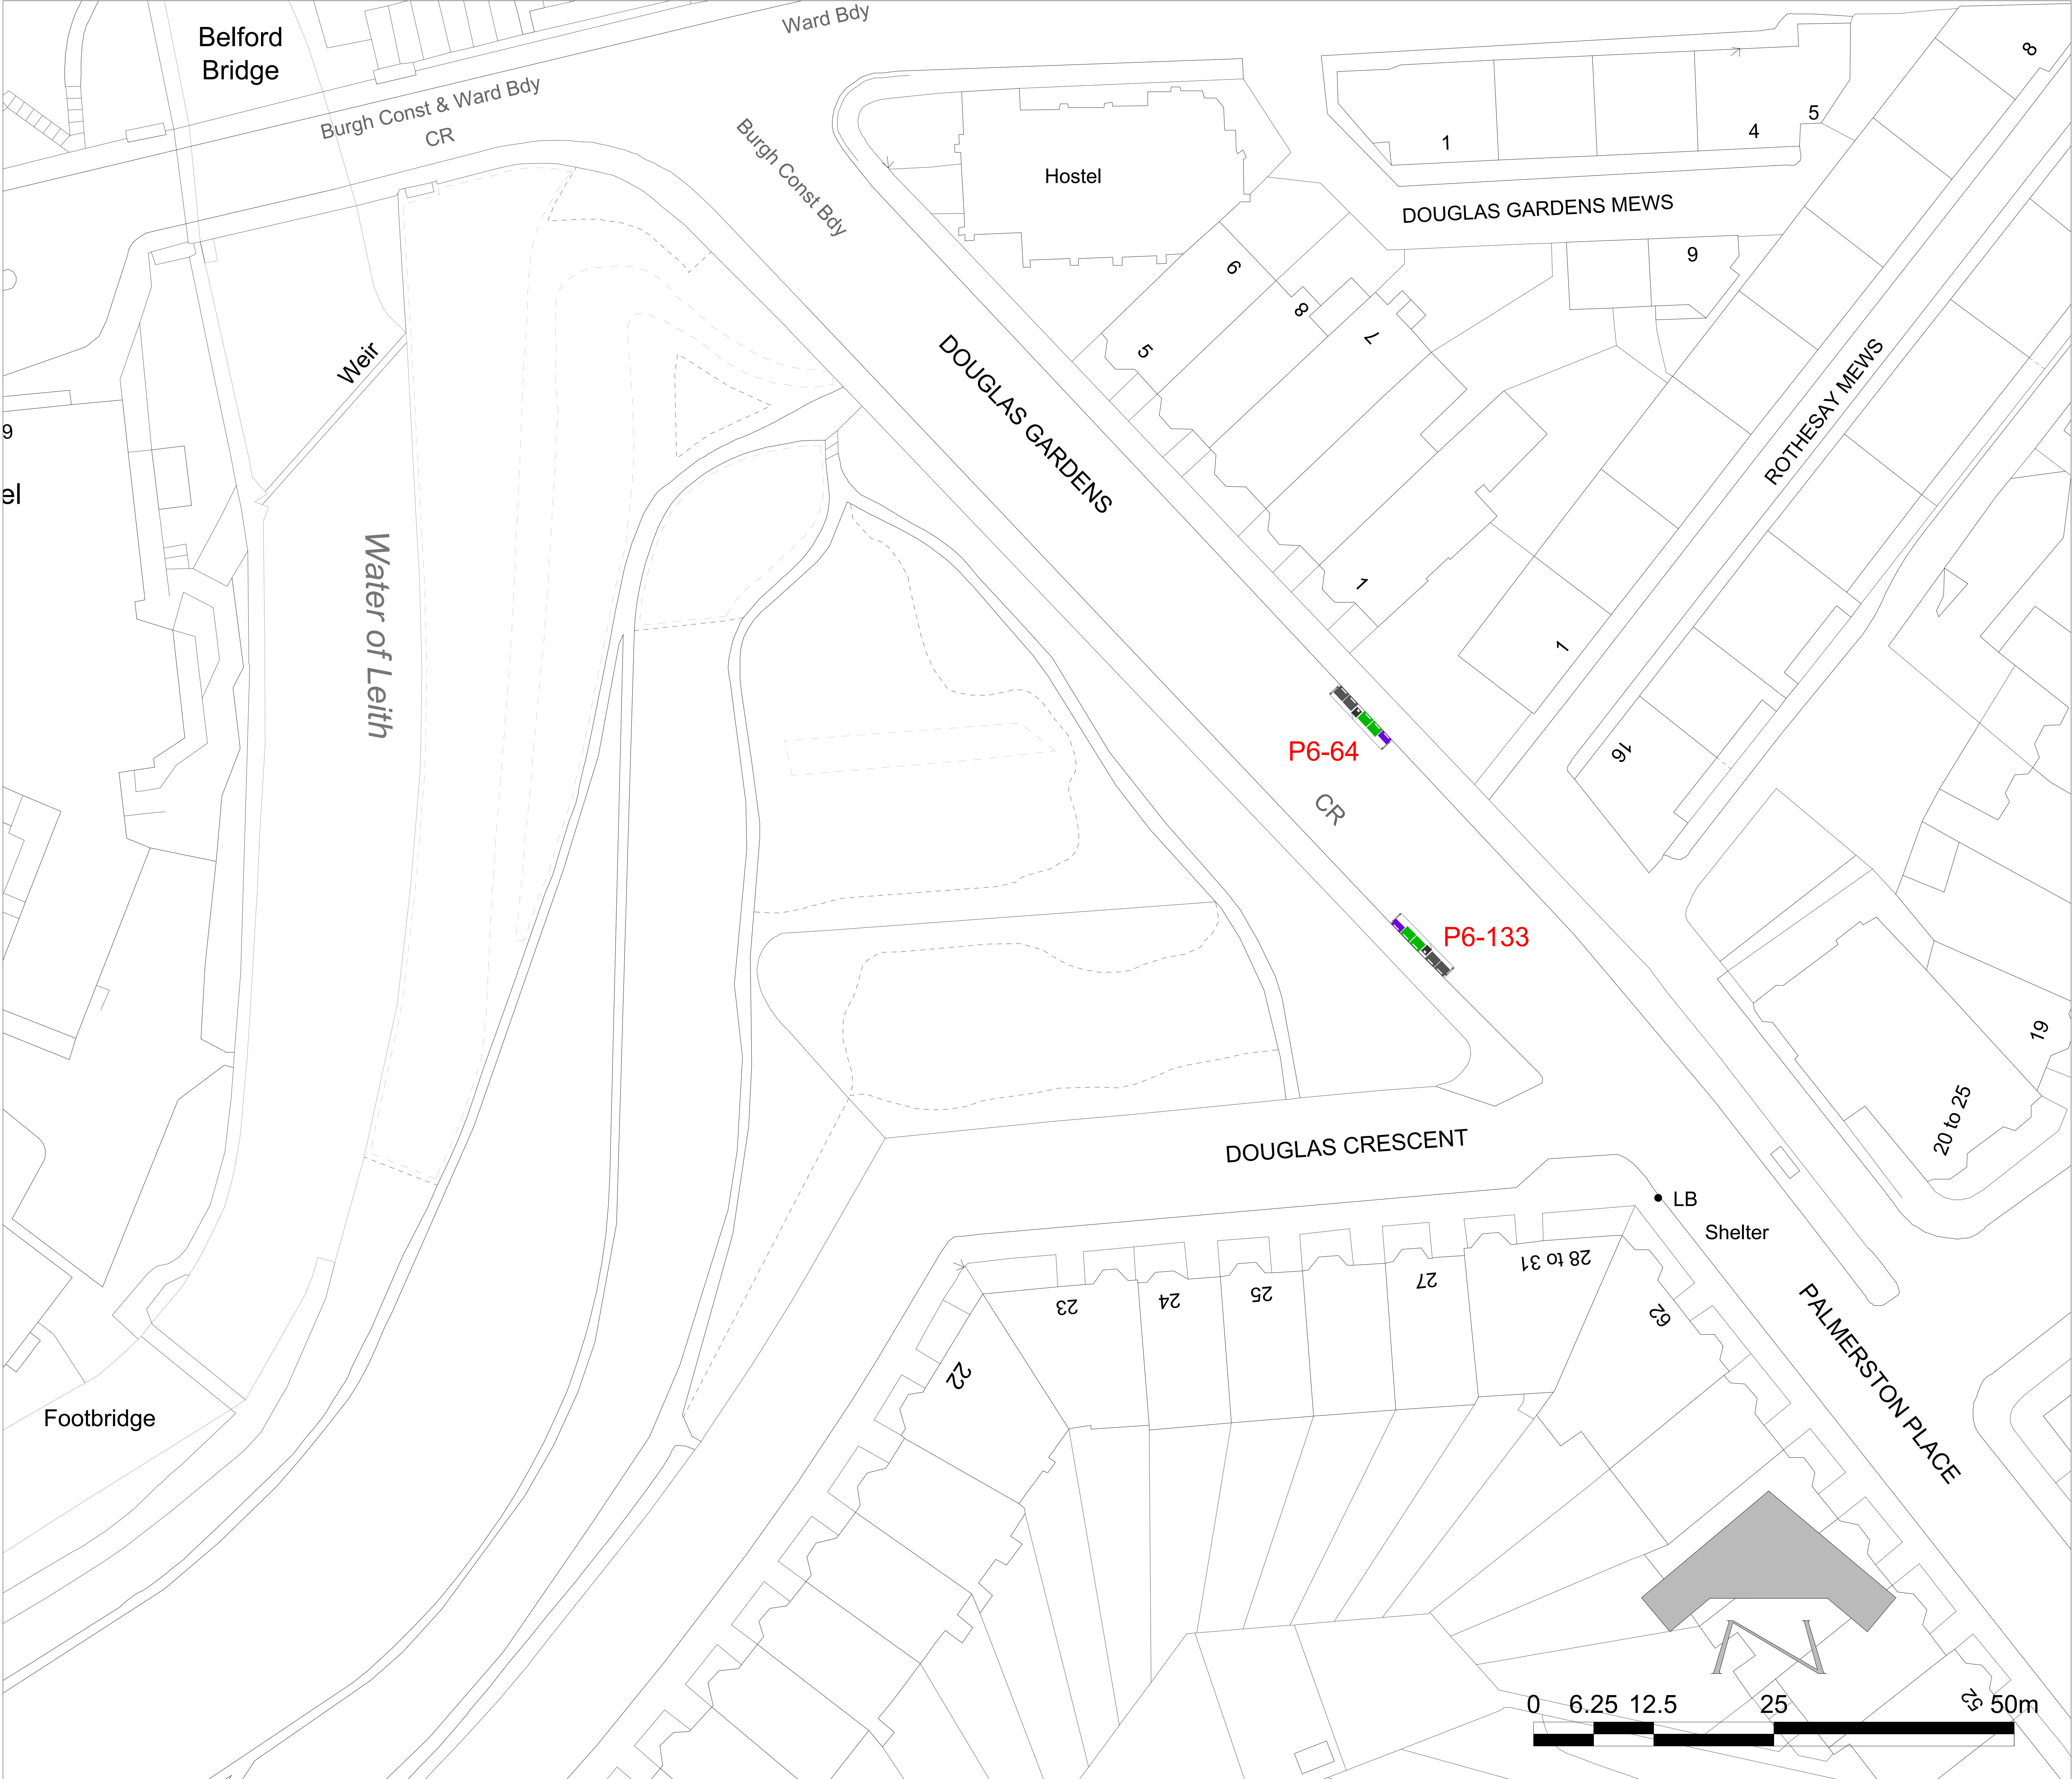 Ward Bdy
Belford
Bridge
Burgh Const & Ward Bdy
CR
Burgh Const Bdy
Hostel
1
4
5
8
DOUGLAS GARDENS MEWS
9
6
8
7
5
Weir
DOUGLAS GARDENS
ROTHESAY MEWS
9
el
Water of Leith
1
1
16
P6-64
CR
P6-133
19
20 to 25
DOUGLAS CRESCENT
LB
Shelter
23
24
25
27
28 to 31
62
22
PALMERSTON PLACE
Footbridge
N
52
0 6.25 12.5 25 50m